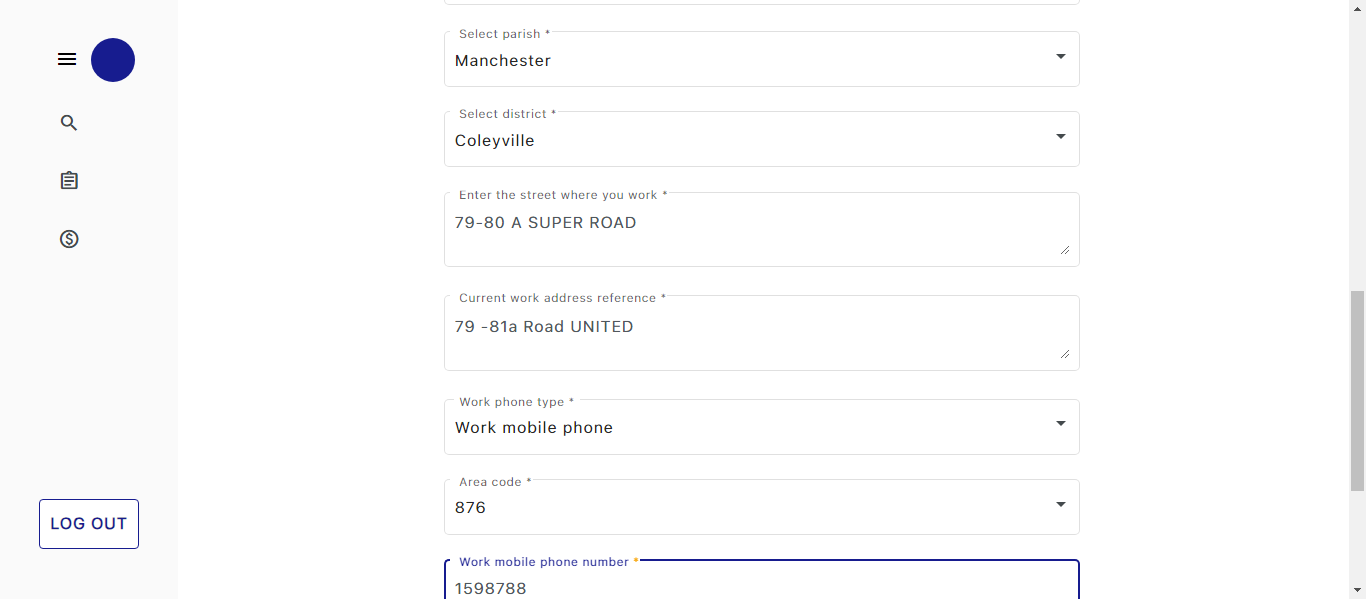 Select parish *
Manchester
Select district *
Coleyville
Enter the street where you work *
79-80 A SUPER ROAD
Current work address reference *
79 -81a Road UNITED
Work phone type *
Work mobile phone
Area code *
876
Work mobile phone number *
1598788
LOG OUT